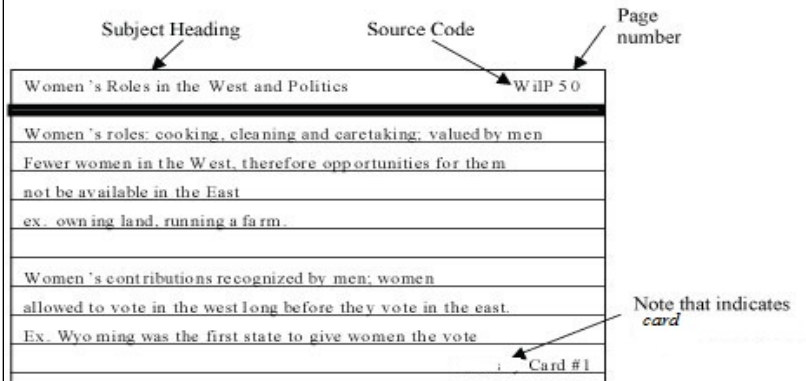 Subject Heading
Source Code
Page
number
Women's Roles in the West and Politics WilP 50
Women's roles: cooking, cleaning and caretaking; valued by men
Fewer women in the West, therefore opportunities for them
not be available in the East
ex. owning land, running a farm.
Women's contributions recognized by men; women
allowed to vote in the west long before they vote in the east.
Ex. Wyoming was the first state to give women the vote
Note that indicates
card
Card #1